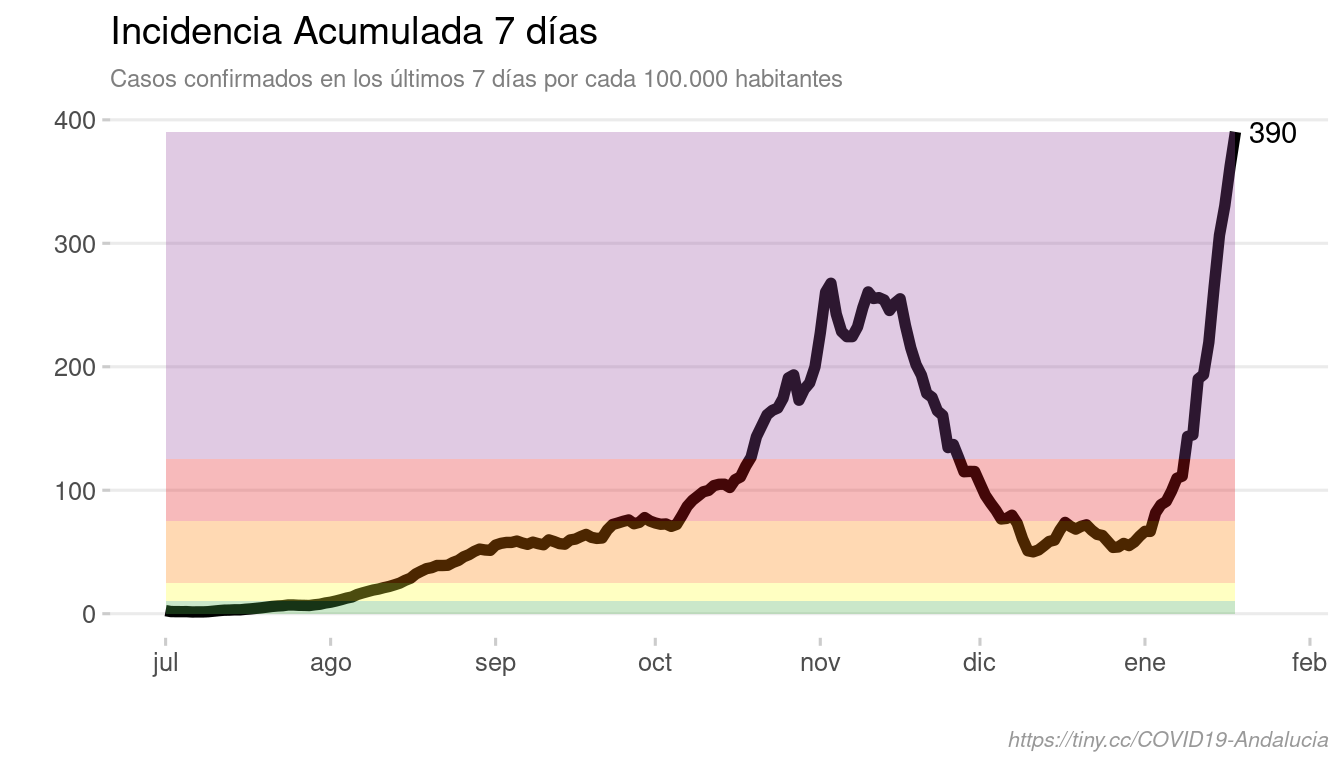 Incidencia Acumulada 7 días
Casos confirmados en los últimos 7 días por cada 100.000 habitantes
400
390
300
200
100
0
jul ago sep oct nov dic ene feb
https://tiny.cc/COVID19-Andalucia